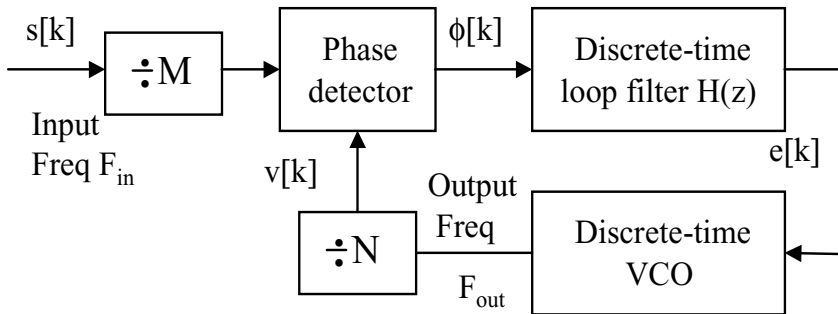 s[k]
÷M
Input
Freq F_in
Phase
detector
ϕ[k]
Discrete-time
loop filter H(z)
e[k]
v[k]
÷N
Output
Freq
F_out
Discrete-time
VCO